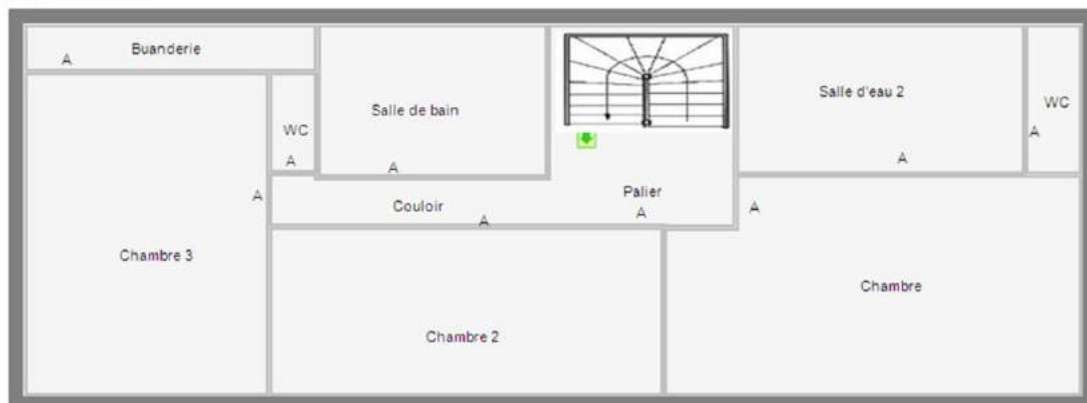 Buanderie
A
Salle de bain
WC
A
A
A
Couloir
A
Palier
A
Salle d'eau 2
A
WC
A
A
Chambre 3
Chambre 2
Chambre